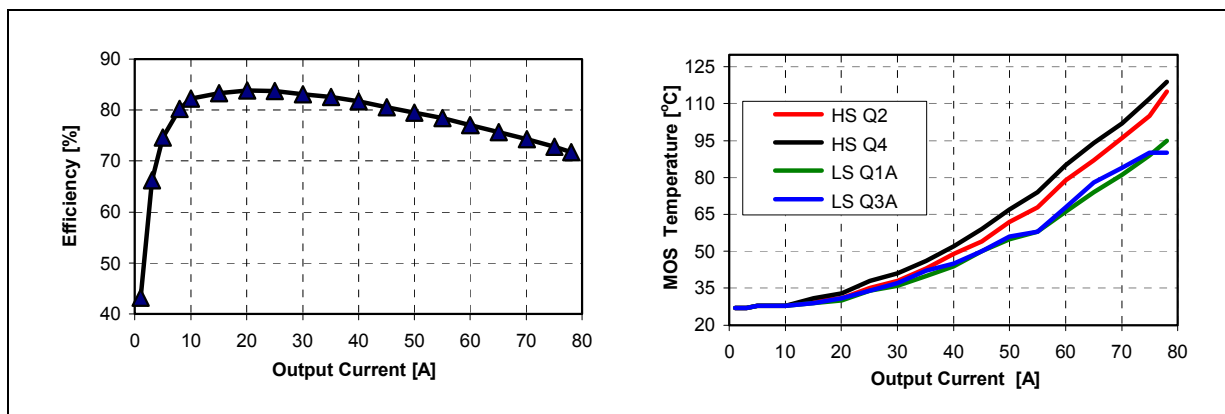 Efficiency [%]
90
80
70
60
50
40
0 10 20 30 40 50 60 70 80
Output Current [A]
MOS Temperature [°C]
125
110
95
80
65
50
35
20
HS Q2
HS Q4
LS Q1A
LS Q3A
0 10 20 30 40 50 60 70 80
Output Current [A]